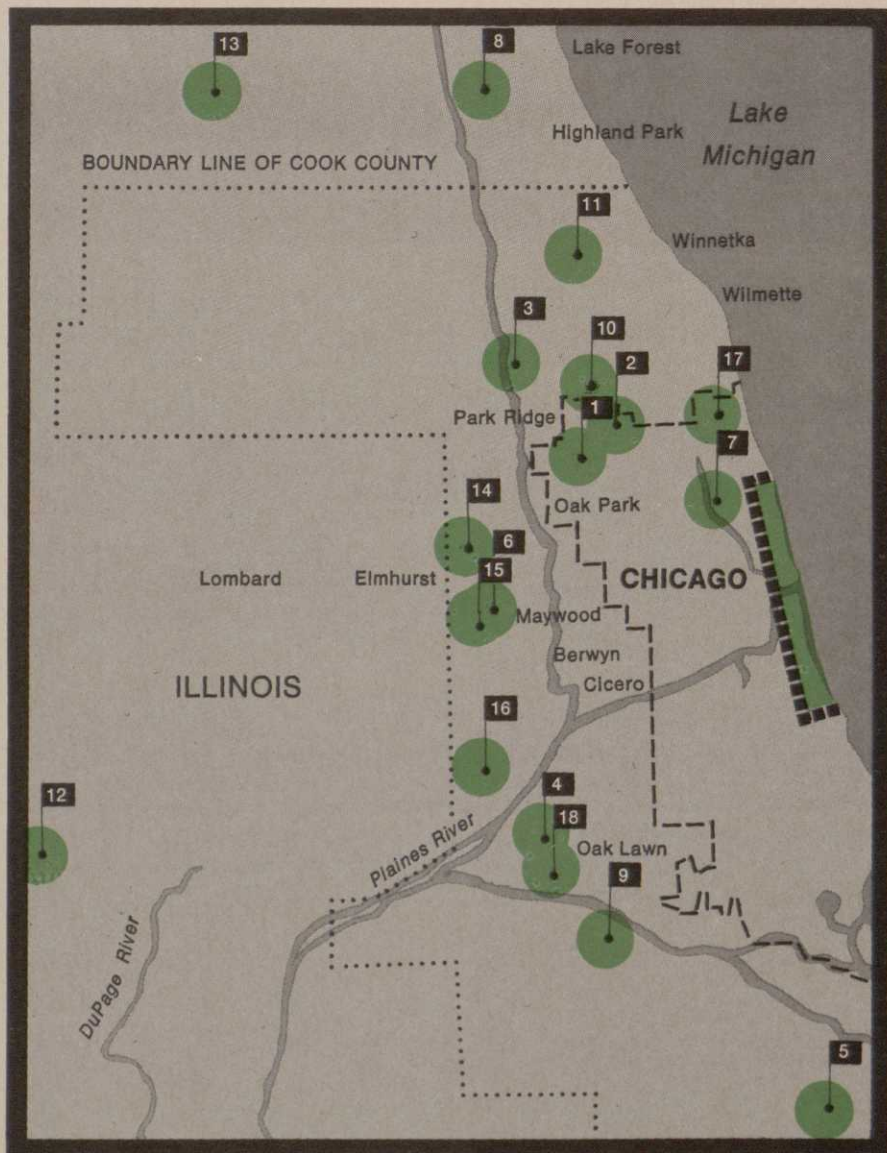 13
8
Lake Forest
Lake
Michigan
Highland Park
BOUNDARY LINE OF COOK COUNTY
11
Winnetka
Wilmette
3
10
2
17
Park Ridge
1
7
14
Oak Park
6
Lombard
Elmhurst
15
CHICAGO
Maywood
Berwyn
Cicero
ILLINOIS
16
12
4
18
Plaines River
Oak Lawn
9
DuPage River
5